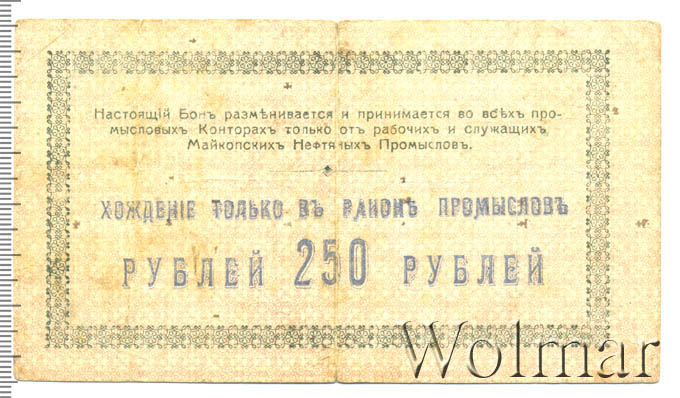 Настоящій Бонъ размѣнивается и принимается во всѣхъ про-
мысловыхъ Конторахъ только отъ рабочихъ и служащихъ
Майкопскихъ Нефтяныхъ Промысловъ.
ХОЖДЕНІЕ ТОЛЬКО ВЪ РАІОНѢ ПРОМЫСЛОВЪ
РУБЛЕЙ 250 РУБЛЕЙ
Wolmar